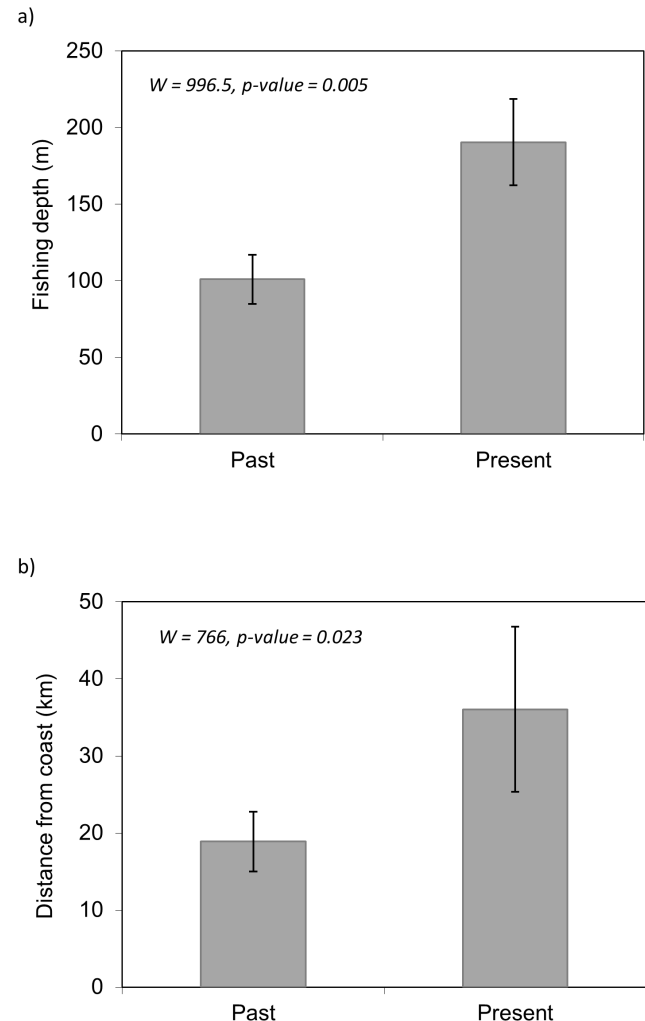 a)
250
200
150
100
50
0
Fishing depth (m)
W = 996.5, p-value = 0.005
Past Present
b)
50
40
30
20
10
0
Distance from coast (km)
W = 766, p-value = 0.023
Past Present